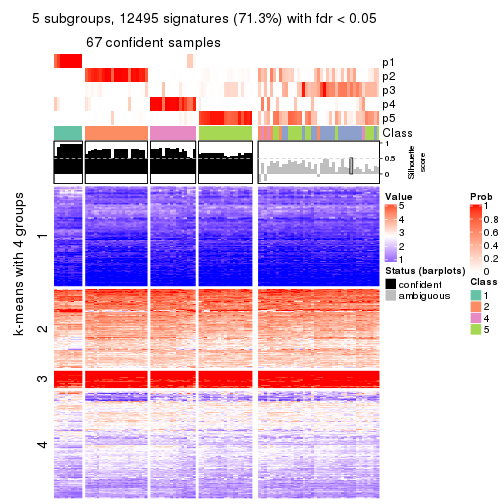 5 subgroups, 12495 signatures (71.3%) with fdr < 0.05
67 confident samples
p1
p2
p3
p4
p5
Class
1
0.5
0
Silhouette
score
k-means with 4 groups
1
2
3
4
Value
5
4
3
2
1
Status (barplots)
confident
ambiguous
Prob
1
0.8
0.6
0.4
0.2
0
Class
1
2
4
5